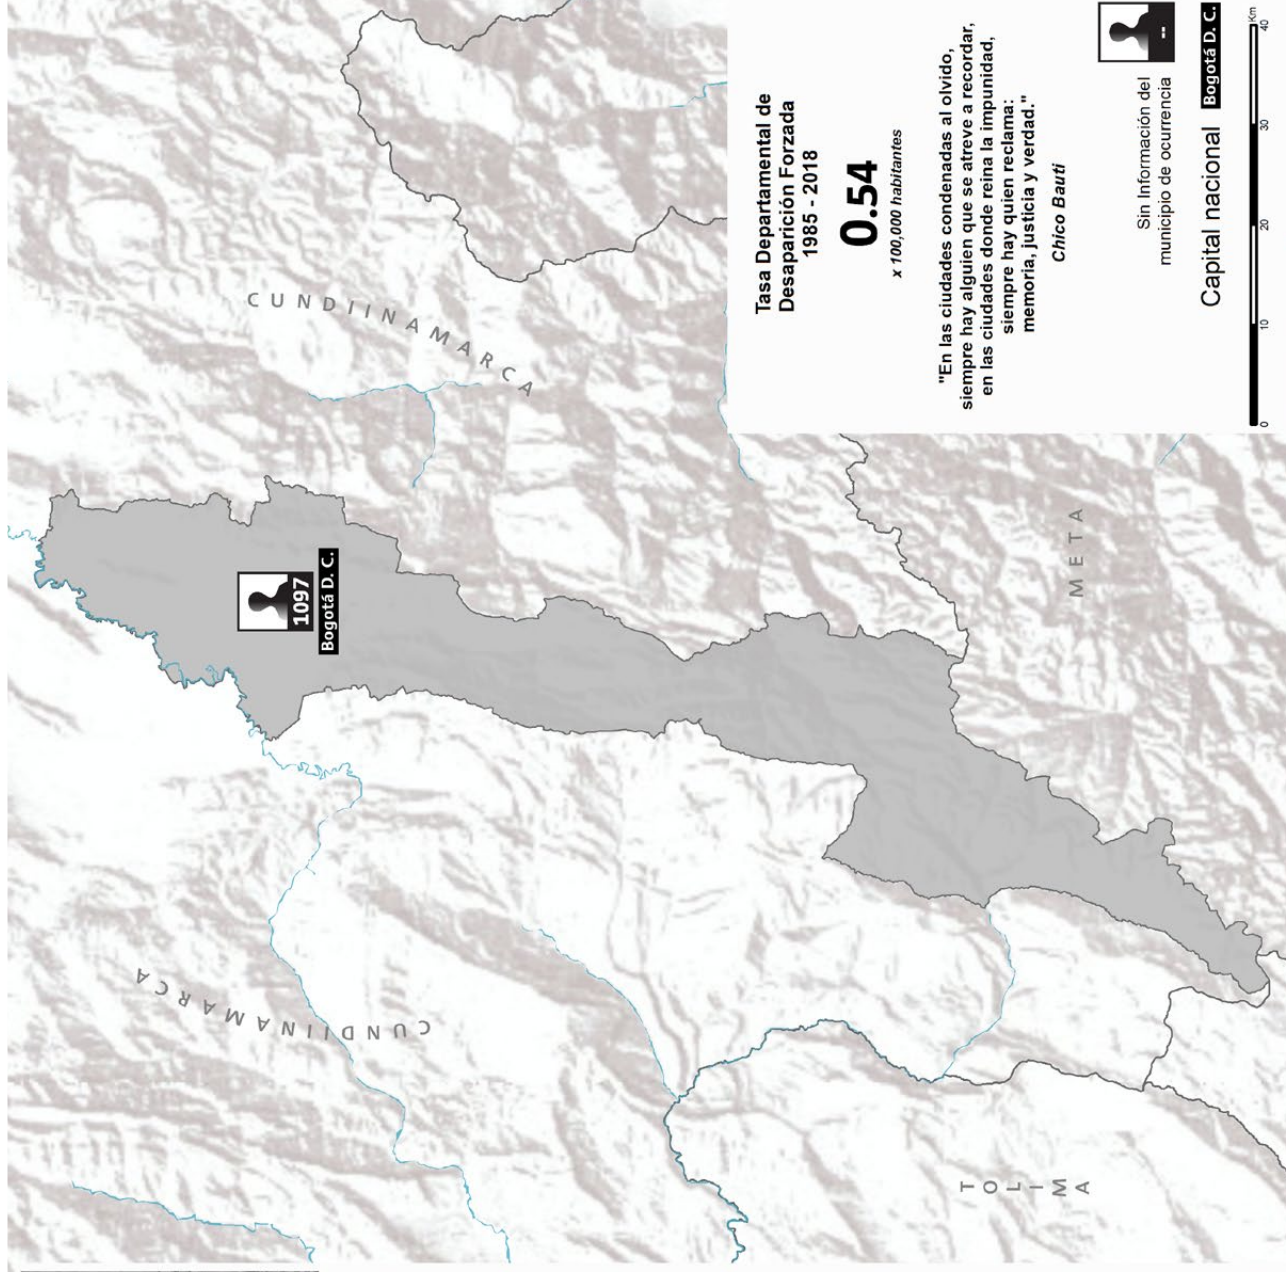 CUNDIINAMARCA
1097
Bogotá D. C.
CUNDIINAMARCA
META
TOLIMA
Tasa Departamental de
Desaparición Forzada
1985 - 2018
0.54
x 100,000 habitantes
"En las ciudades condenadas al olvido,
siempre hay alguien que se atreve a recordar,
en las ciudades donde reina la impunidad,
siempre hay quien reclama:
memoria, justicia y verdad."
Chico Bauti
Sin Información del
municipio de ocurrencia
--
Capital nacional Bogotá D. C.
0 10 20 30 40 Km